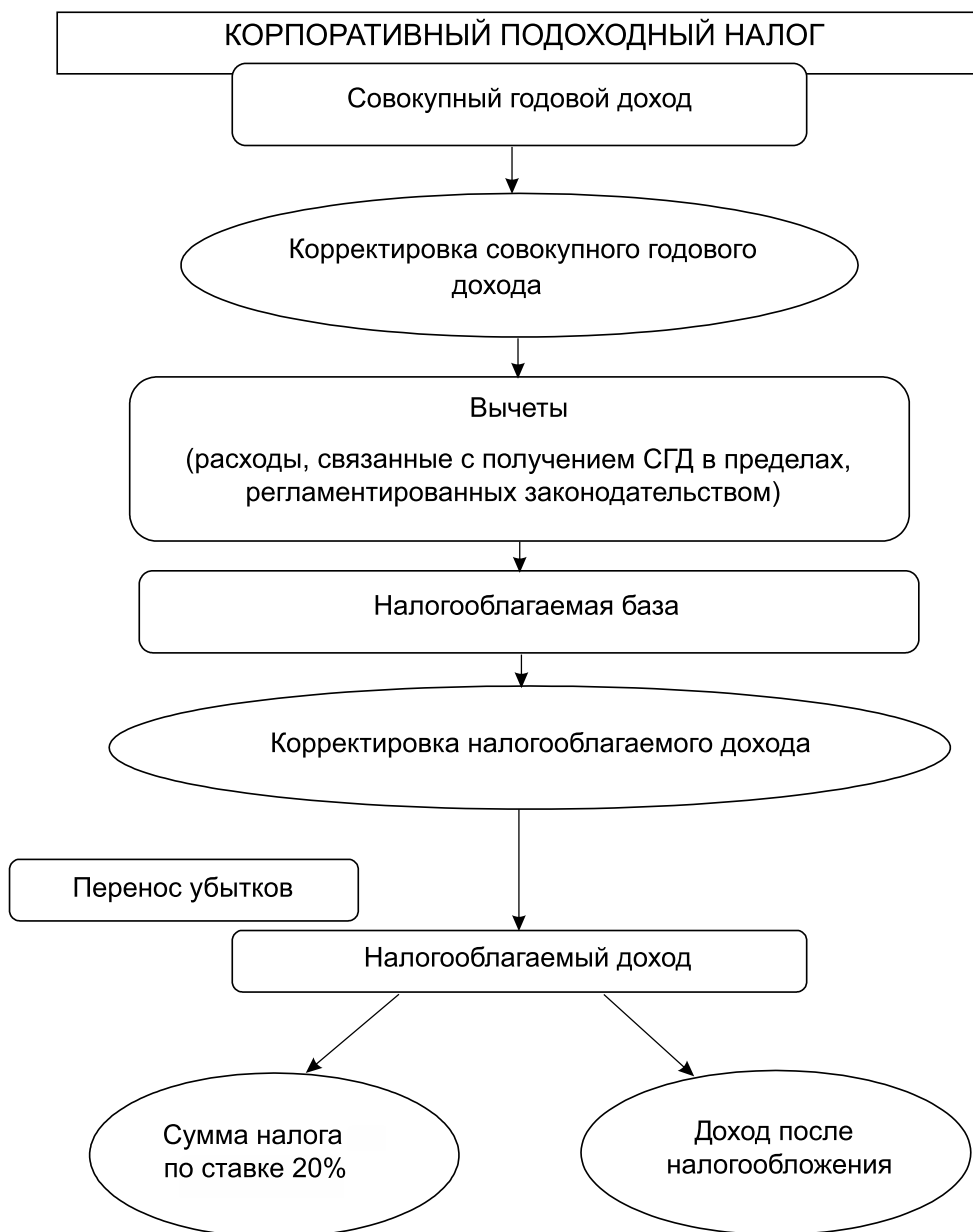 КОРПОРАТИВНЫЙ ПОДОХОДНЫЙ НАЛОГ
Совокупный годовой доход
Корректировка совокупного годового
дохода
Вычеты
(расходы, связанные с получением СГД в пределах,
регламентированных законодательством)
Налогооблагаемая база
Корректировка налогооблагаемого дохода
Перенос убытков
Налогооблагаемый доход
Сумма налога
по ставке 20%
Доход после
налогообложения